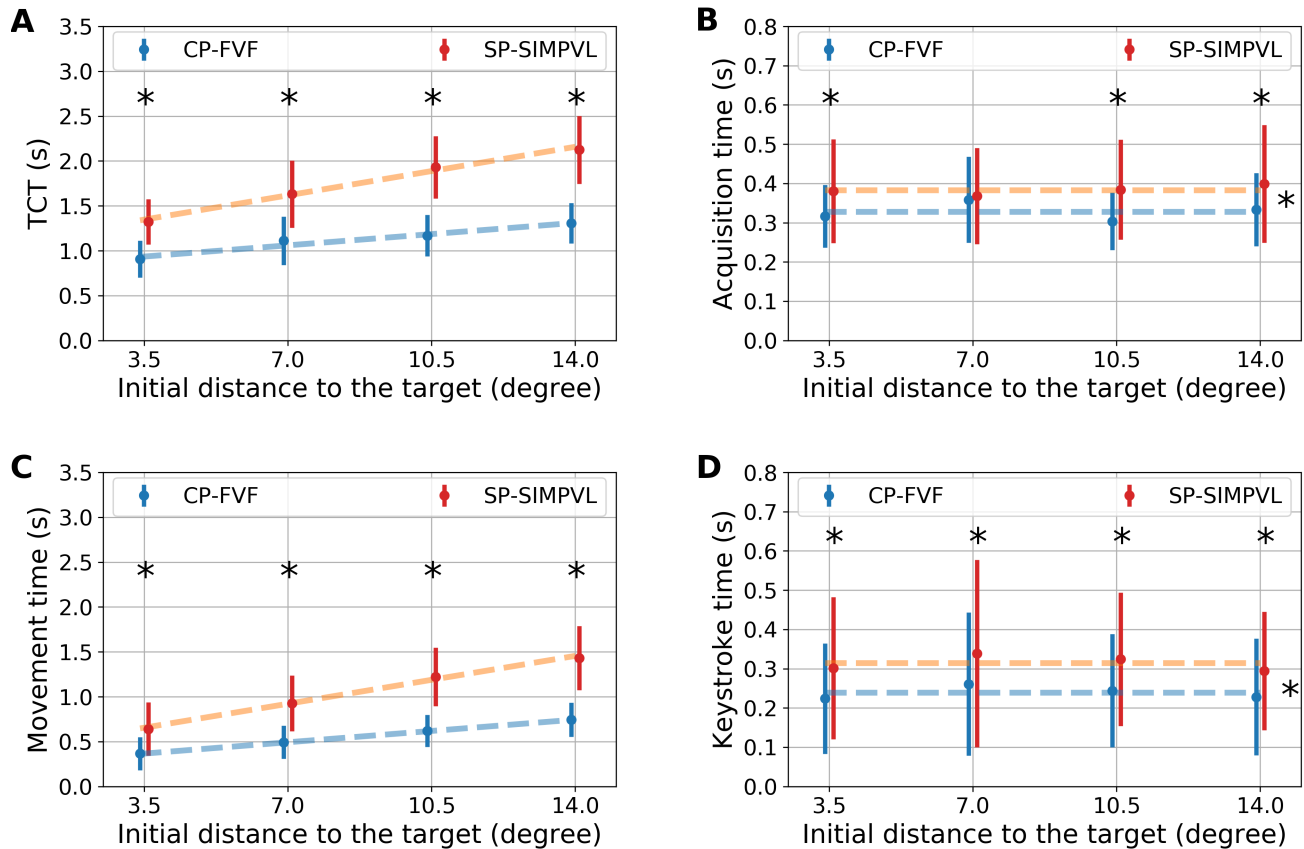 A
CP-FVF SP-SIMPVL
TCT (s)
3.5
3.0
2.5
2.0
1.5
1.0
0.5
0.0
* * * *
3.5 7.0 10.5 14.0
Initial distance to the target (degree)
B
CP-FVF SP-SIMPVL
Acquisition time (s)
0.8
0.7
0.6
0.5
0.4
0.3
0.2
0.1
0.0
* * *
*
3.5 7.0 10.5 14.0
Initial distance to the target (degree)
C
CP-FVF SP-SIMPVL
Movement time (s)
3.5
3.0
2.5
2.0
1.5
1.0
0.5
0.0
* * * *
3.5 7.0 10.5 14.0
Initial distance to the target (degree)
D
CP-FVF SP-SIMPVL
Keystroke time (s)
0.8
0.7
0.6
0.5
0.4
0.3
0.2
0.1
0.0
* * * *
*
3.5 7.0 10.5 14.0
Initial distance to the target (degree)